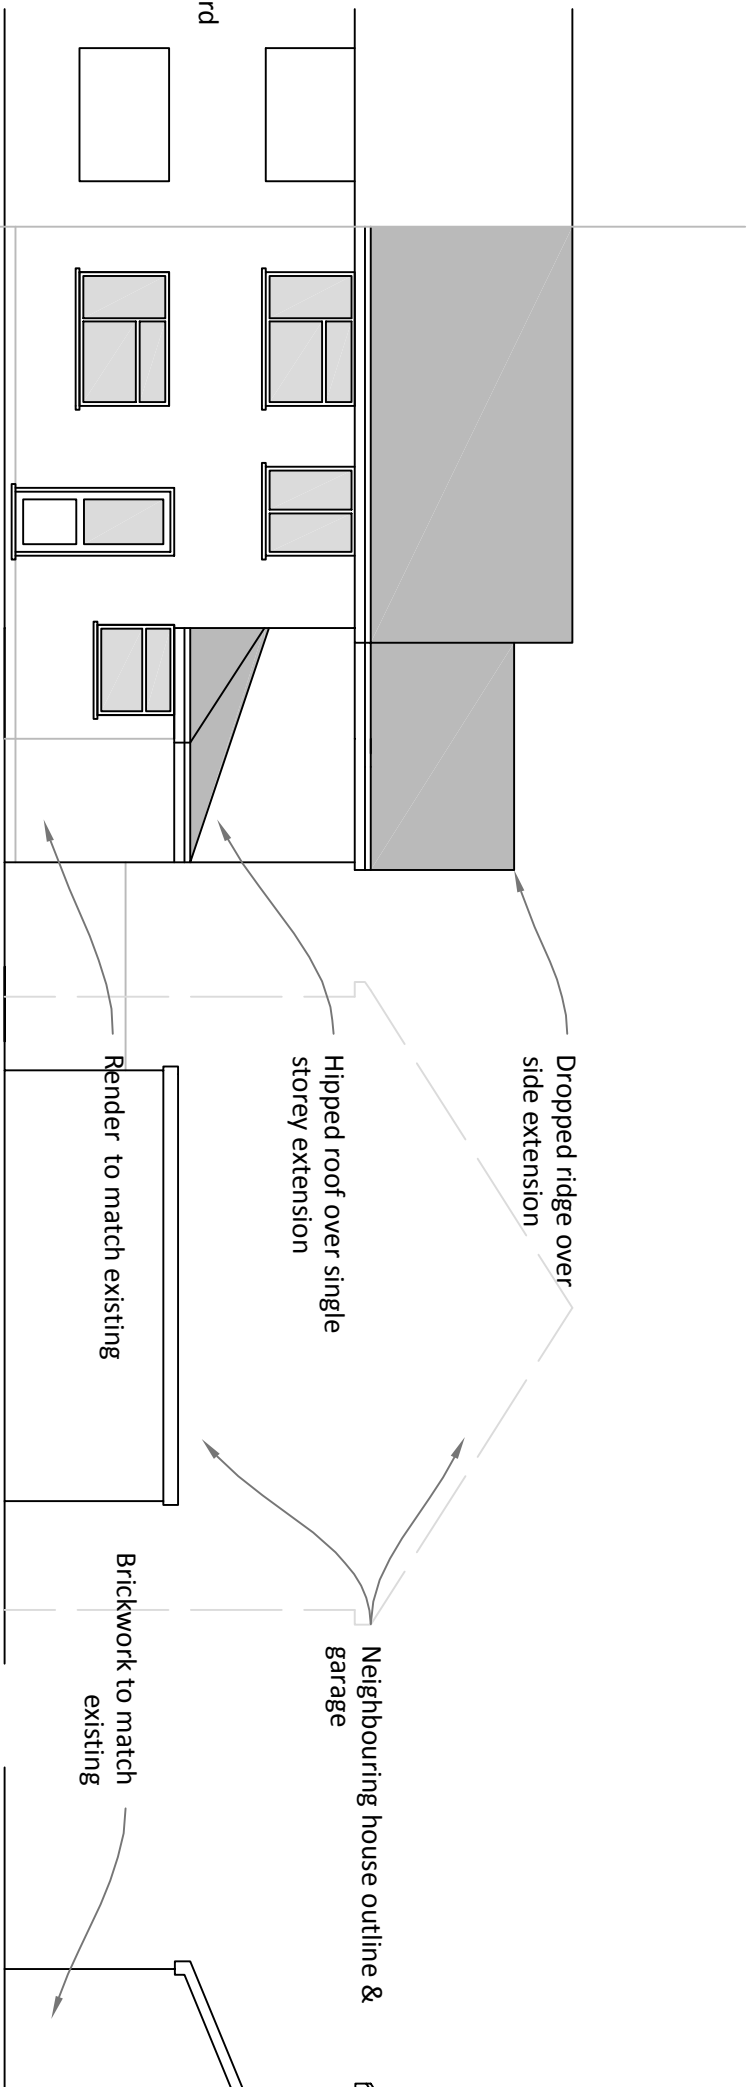 rd
Dropped ridge over
side extension
Hipped roof over single
storey extension
Render to match existing
Neighbouring house outline &
garage
Brickwork to match
existing